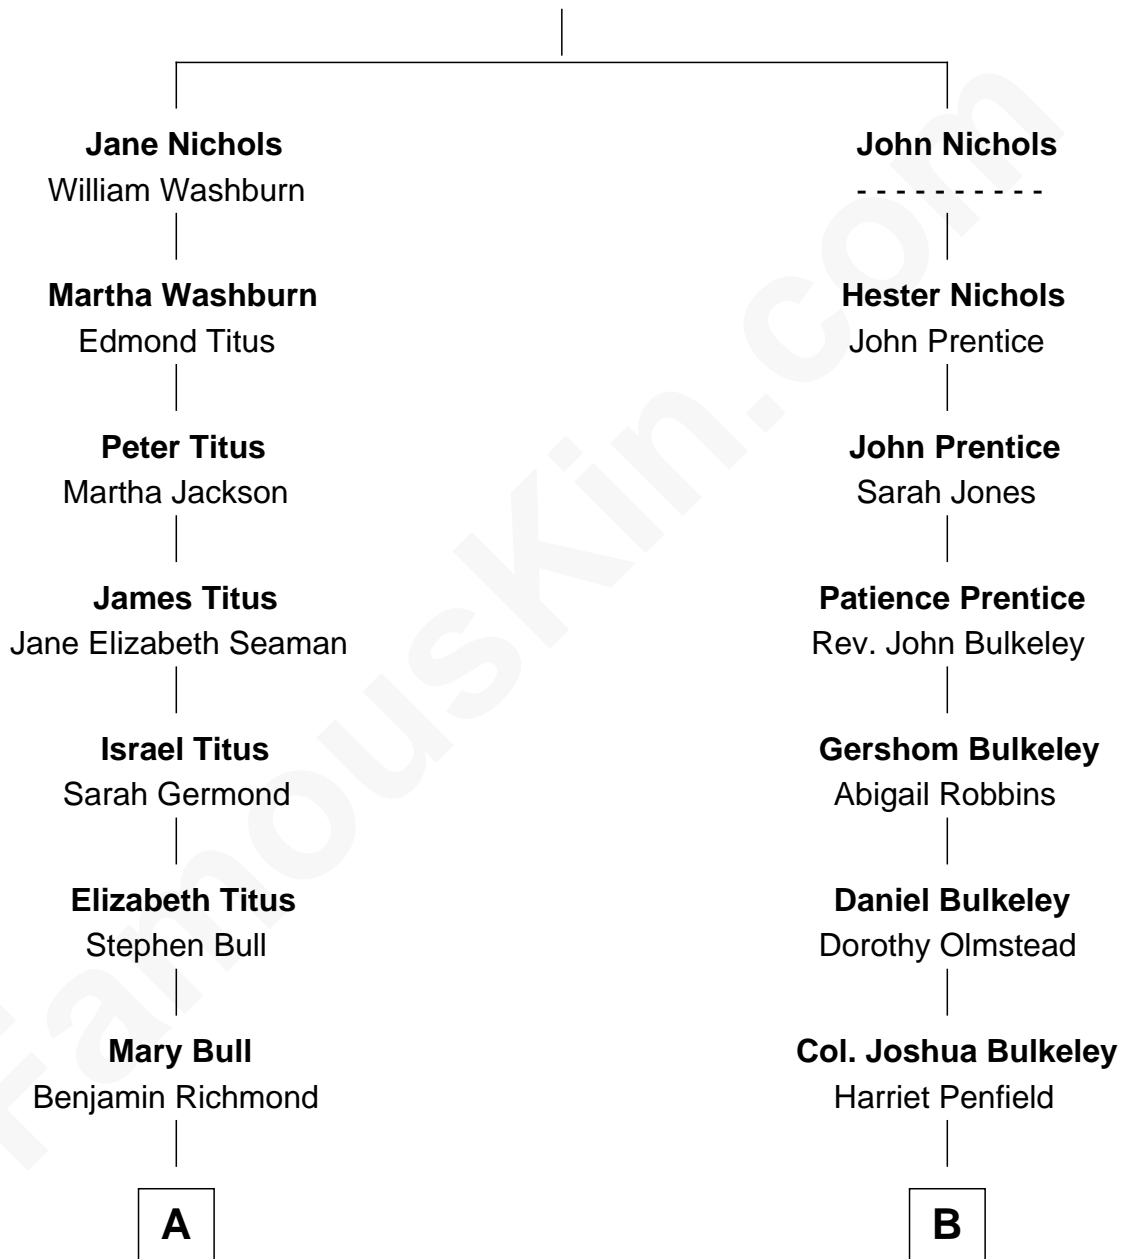 Jane Nichols
William Washburn
John Nichols
- - - - - - - - - -
Martha Washburn
Edmond Titus
Hester Nichols
John Prentice
Peter Titus
Martha Jackson
John Prentice
Sarah Jones
James Titus
Jane Elizabeth Seaman
Patience Prentice
Rev. John Bulkeley
Israel Titus
Sarah Germond
Gershom Bulkeley
Abigail Robbins
Elizabeth Titus
Stephen Bull
Daniel Bulkeley
Dorothy Olmstead
Mary Bull
Benjamin Richmond
Col. Joshua Bulkeley
Harriet Penfield
A
B
FamousKin.com